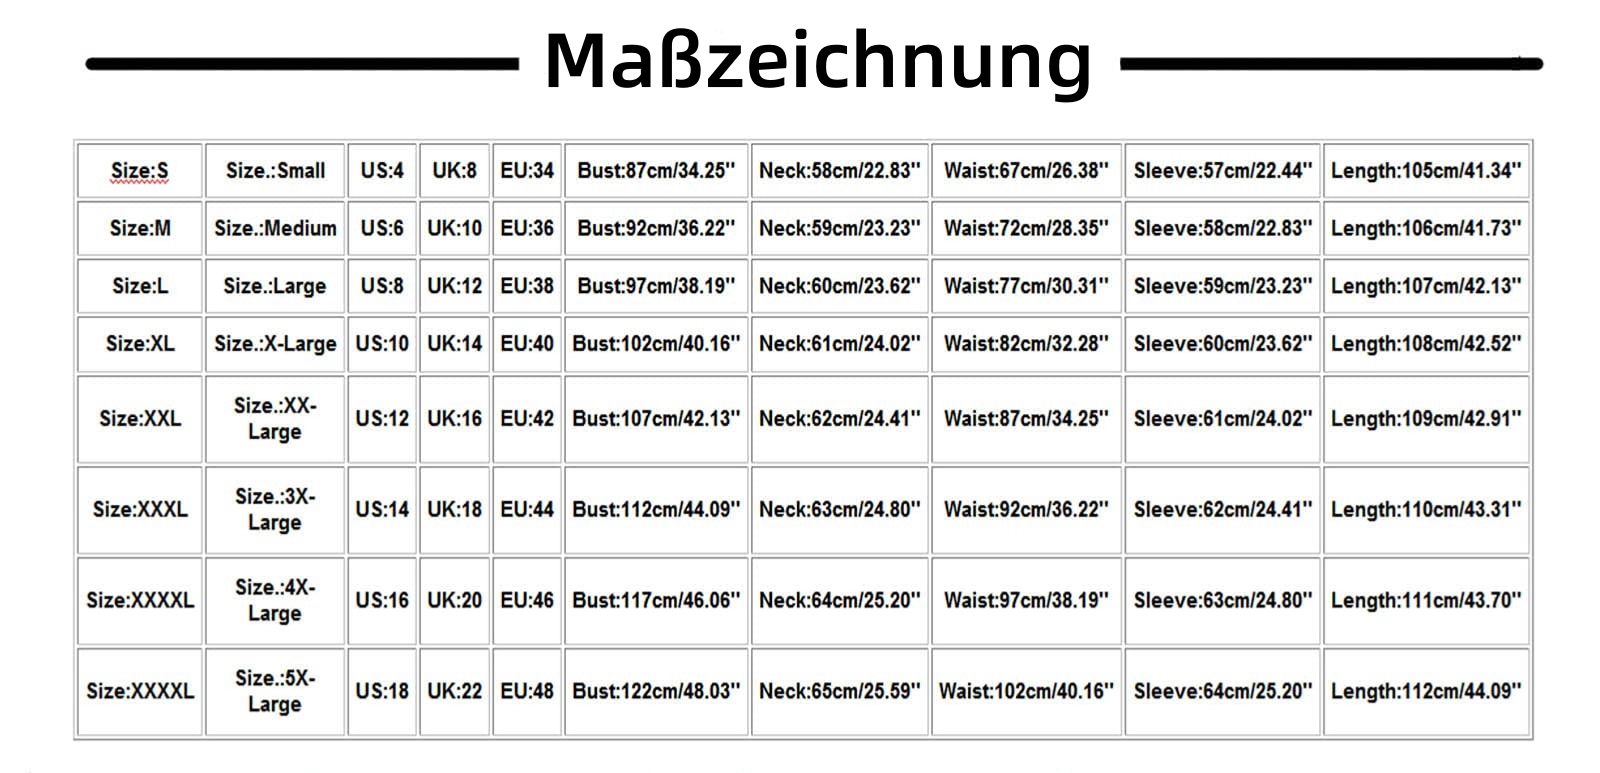 Maßzeichnung
Size:S Size.:Small US:4 UK:8 EU:34 Bust:87cm/34.25'' Neck:58cm/22.83'' Waist:67cm/26.38'' Sleeve:57cm/22.44'' Length:105cm/41.34''
Size:M Size.:Medium US:6 UK:10 EU:36 Bust:92cm/36.22'' Neck:59cm/23.23'' Waist:72cm/28.35'' Sleeve:58cm/22.83'' Length:106cm/41.73''
Size:L Size.:Large US:8 UK:12 EU:38 Bust:97cm/38.19'' Neck:60cm/23.62'' Waist:77cm/30.31'' Sleeve:59cm/23.23'' Length:107cm/42.13''
Size:XL Size.:X-Large US:10 UK:14 EU:40 Bust:102cm/40.16'' Neck:61cm/24.02'' Waist:82cm/32.28'' Sleeve:60cm/23.62'' Length:108cm/42.52''
Size:XXL Size.:XX-
Large US:12 UK:16 EU:42 Bust:107cm/42.13'' Neck:62cm/24.41'' Waist:87cm/34.25'' Sleeve:61cm/24.02'' Length:109cm/42.91''
Size:XXXL Size.:3X-
Large US:14 UK:18 EU:44 Bust:112cm/44.09'' Neck:63cm/24.80'' Waist:92cm/36.22'' Sleeve:62cm/24.41'' Length:110cm/43.31''
Size:XXXXL Size.:4X-
Large US:16 UK:20 EU:46 Bust:117cm/46.06'' Neck:64cm/25.20'' Waist:97cm/38.19'' Sleeve:63cm/24.80'' Length:111cm/43.70''
Size:XXXXL Size.:5X-
Large US:18 UK:22 EU:48 Bust:122cm/48.03'' Neck:65cm/25.59'' Waist:102cm/40.16'' Sleeve:64cm/25.20'' Length:112cm/44.09''